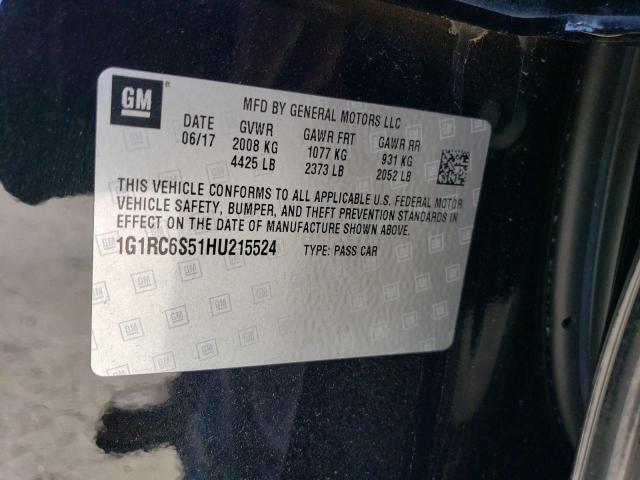 GM
MFD BY GENERAL MOTORS LLC
DATE GVWR GAWR FRT GAWR RR
06/17 2008 KG 1077 KG 931 KG
4425 LB 2373 LB 2052 LB
THIS VEHICLE CONFORMS TO ALL APPLICABLE U.S. FEDERAL MOTOR
VEHICLE SAFETY, BUMPER, AND THEFT PREVENTION STANDARDS IN
EFFECT ON THE DATE OF MANUFACTURE SHOWN ABOVE.
1G1RC6S51HU215524 TYPE: PASS CAR